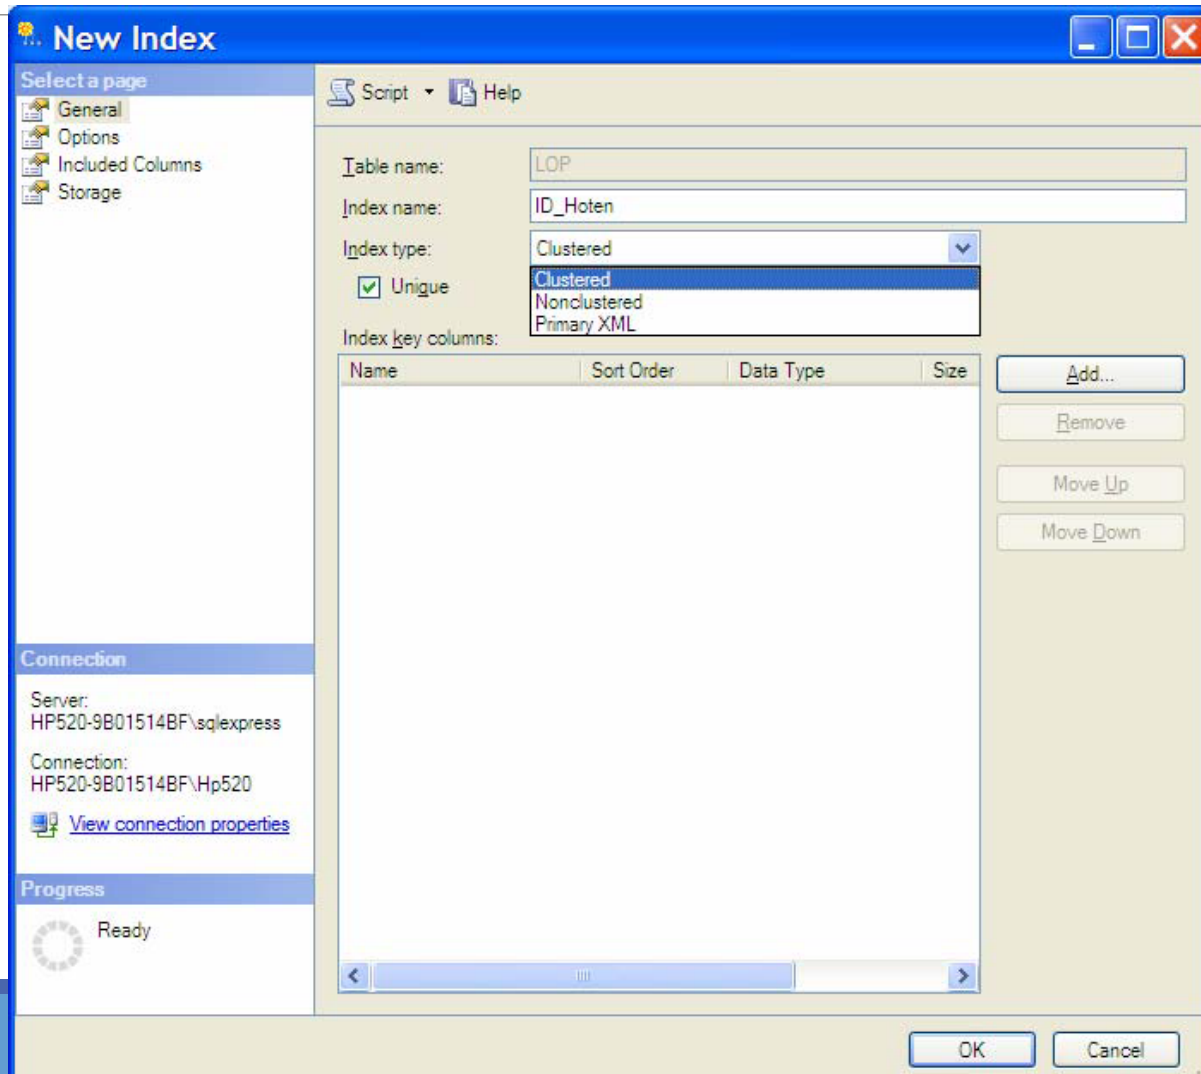 New Index
Select a page
General
Options
Included Columns
Storage
Script
Help
Table name:
LOP
Index name:
ID_Hoten
Index type:
Clustered
Unique
Clustered
Nonclustered
Primary XML
Index key columns:
Name Sort Order Data Type Size
Add...
Remove
Move Up
Move Down
Connection
Server:
HP520-9B01514BF\sqlexpress
Connection:
HP520-9B01514BF\Hp520
View connection properties
Progress
Ready
OK
Cancel